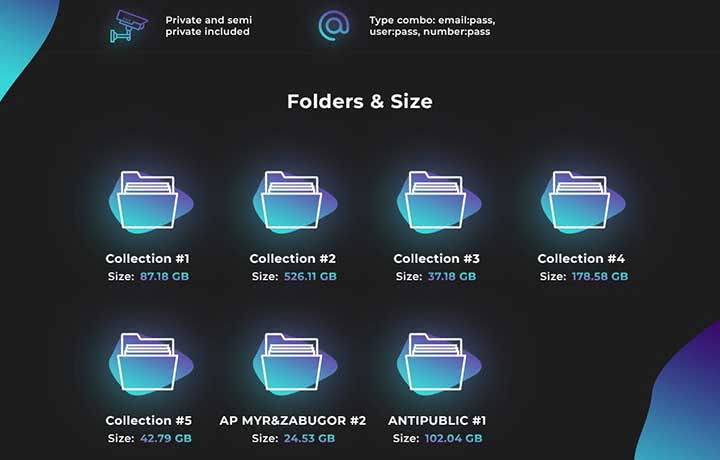 Private and semi
private included
Type combo: email:pass,
user:pass, number:pass
Folders & Size
Collection #1
Size: 87.18 GB
Collection #2
Size: 526.11 GB
Collection #3
Size: 37.18 GB
Collection #4
Size: 178.58 GB
Collection #5
Size: 42.79 GB
AP MYR&ZABUGOR #2
Size: 24.53 GB
ANTIPUBLIC #1
Size: 102.04 GB